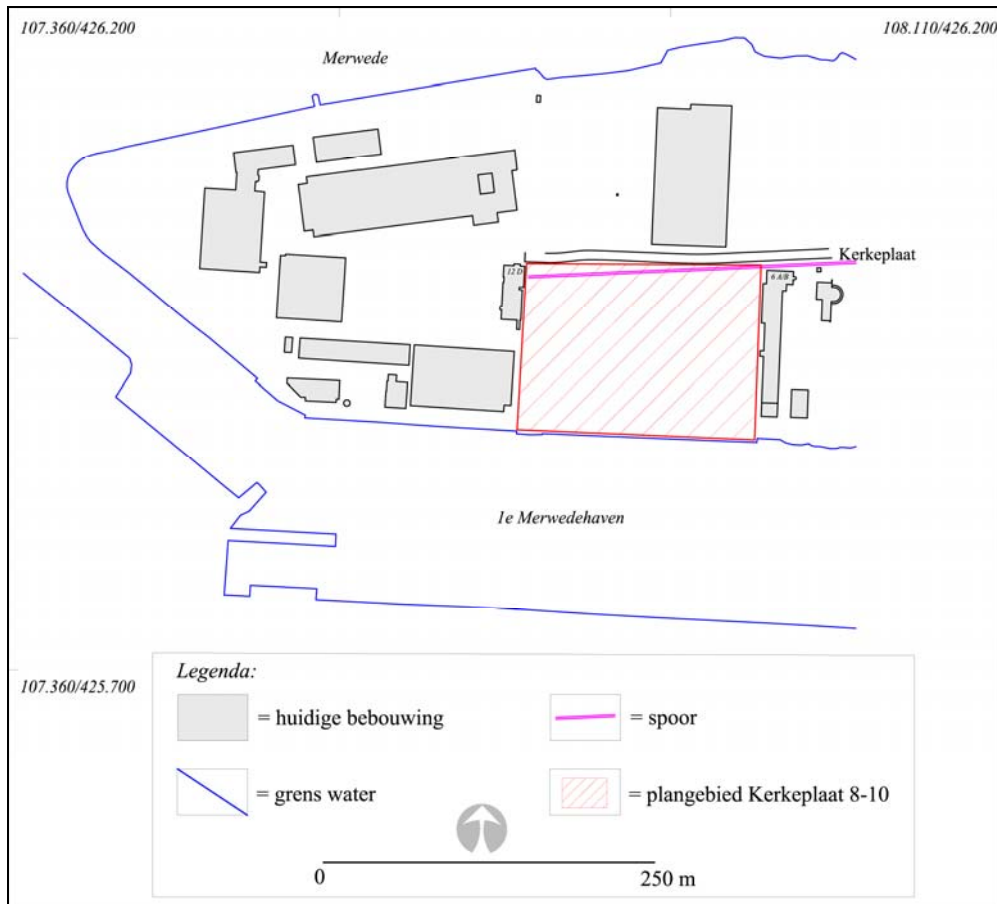 107.360/426.200
108.110/426.200
Merwede
Kerkeplaat
12 D
6 A/B
1e Merwedehaven
107.360/425.700
Legenda:
= huidige bebouwing
= spoor
= grens water
= plangebied Kerkeplaat 8-10
0
250 m